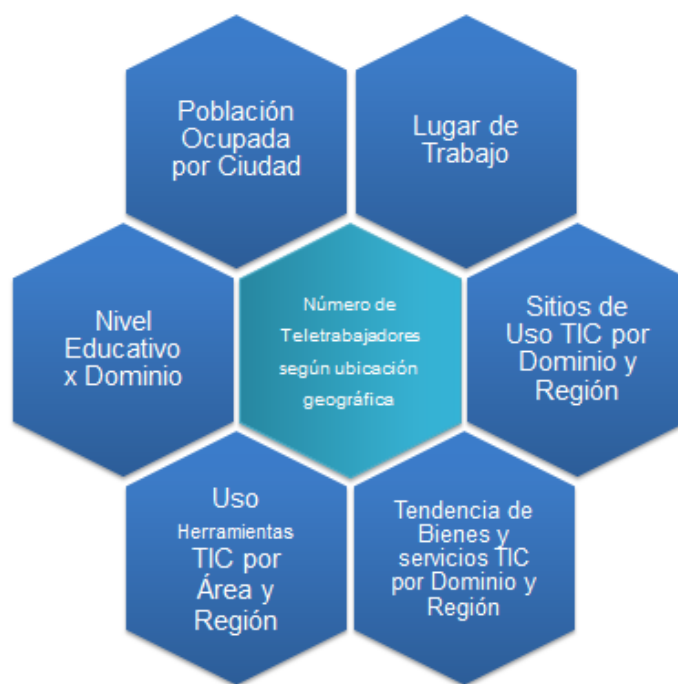 Población
Ocupada
por Ciudad
Lugar de
Trabajo
Nivel
Educativo
x Dominio
Número de
Teletrabajadores
según ubicación
geográfica
Sitios de
Uso TIC por
Dominio y
Región
Uso
Herramientas
TIC por
Área y
Región
Tendencia de
Bienes y
servicios TIC
por Dominio y
Región